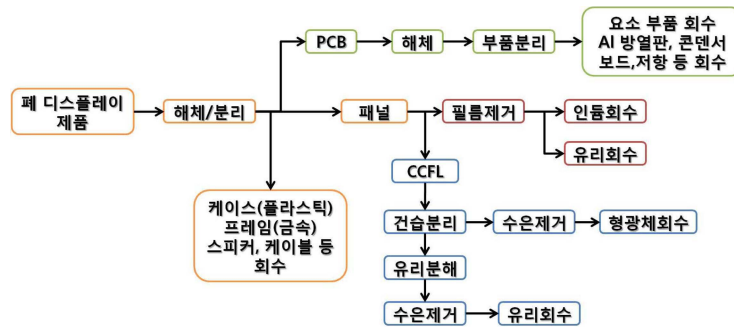 PCB
해체
부품분리
요소 부품 회수
Al 방열판, 콘덴서
보드,저항 등 회수
폐 디스플레이
제품
해체/분리
패널
필름제거
인듐회수
유리회수
CCFL
케이스(플라스틱)
프레임(금속)
스피커, 케이블 등
회수
건습분리
수은제거
형광체회수
유리분해
수은제거
유리회수